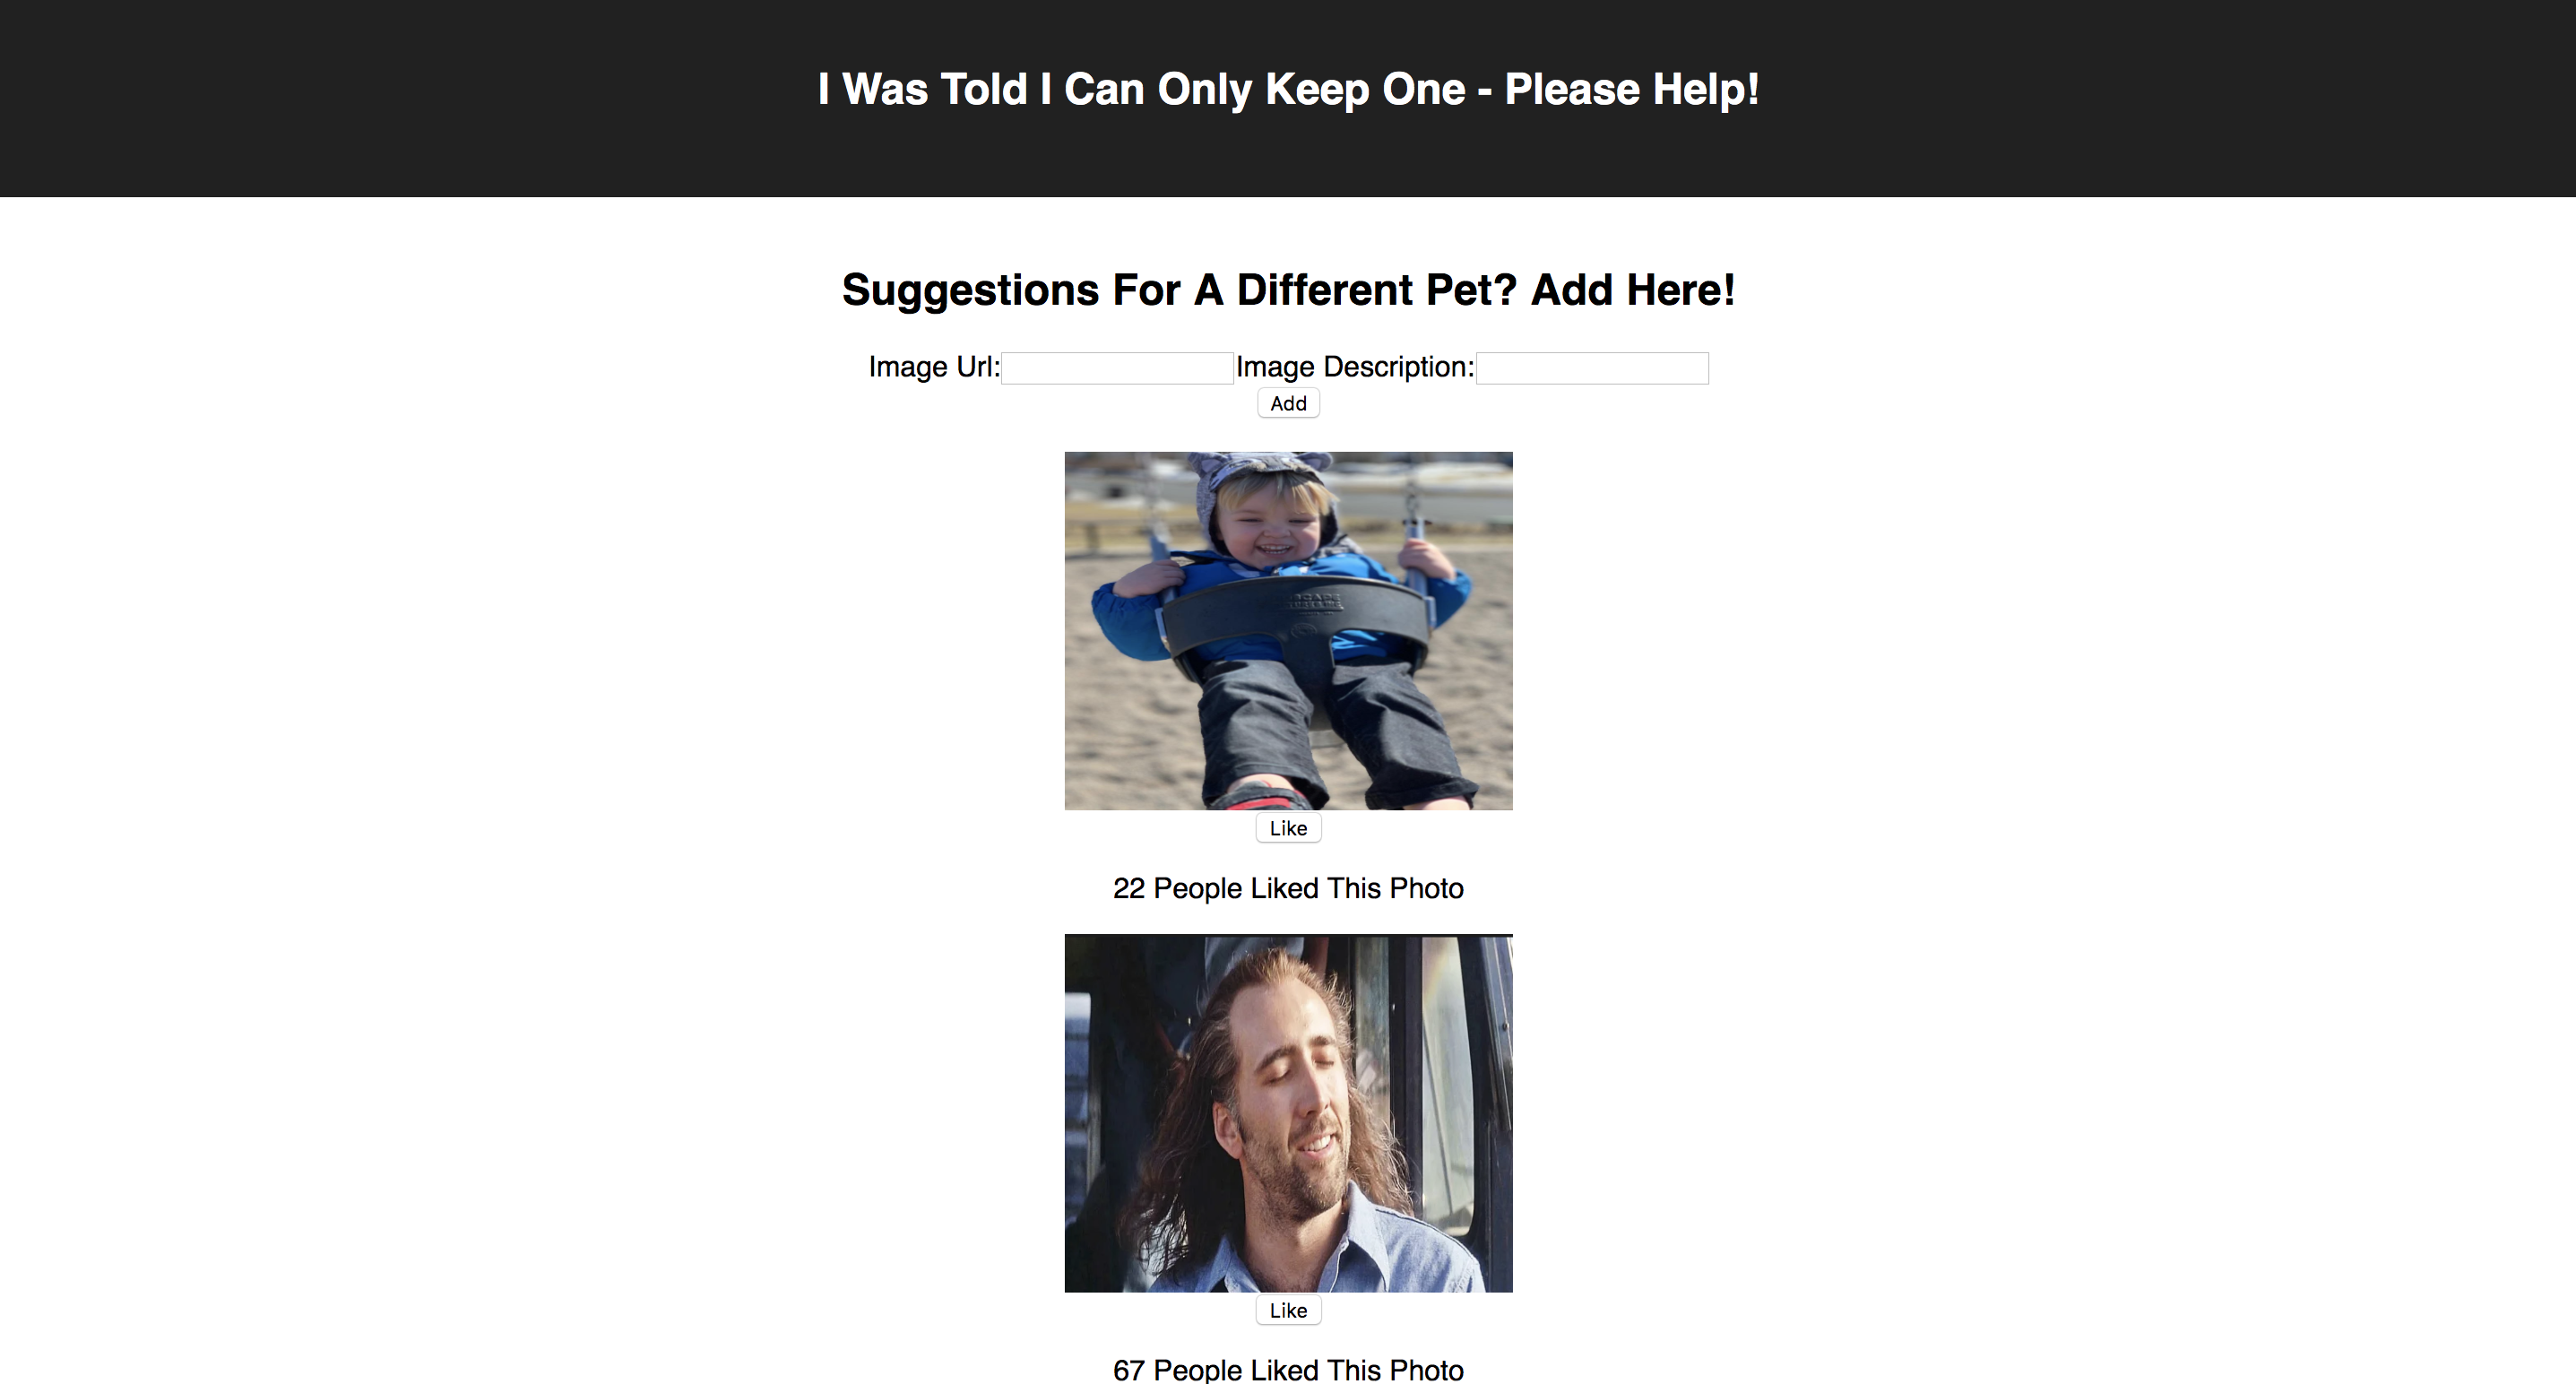 I Was Told I Can Only Keep One - Please Help!
Suggestions For A Different Pet? Add Here!
Image Url: Image Description:
Add
Like
22 People Liked This Photo
Like
67 People Liked This Photo